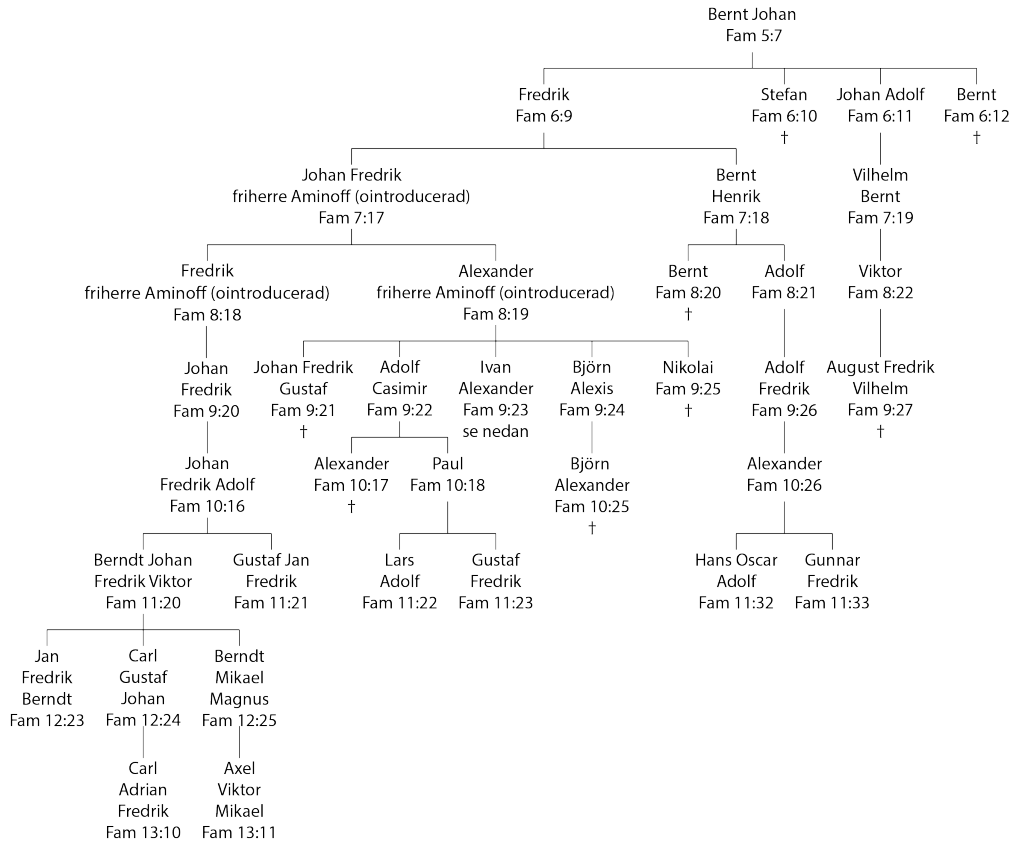 Bernt Johan
Fam 5:7
Fredrik
Fam 6:9
Stefan
Fam 6:10
†
Johan Adolf
Fam 6:11
Bernt
Fam 6:12
†
Johan Fredrik
friherre Aminoff (ointroducerad)
Fam 7:17
Bernt
Henrik
Fam 7:18
Vilhelm
Bernt
Fam 7:19
Fredrik
friherre Aminoff (ointroducerad)
Fam 8:18
Alexander
friherre Aminoff (ointroducerad)
Fam 8:19
Bernt
Fam 8:20
†
Adolf
Fam 8:21
Viktor
Fam 8:22
Johan
Fredrik
Fam 9:20
Johan Fredrik
Gustaf
Fam 9:21
†
Adolf
Casimir
Fam 9:22
Ivan
Alexander
Fam 9:23
se nedan
Björn
Alexis
Fam 9:24
Nikolai
Fam 9:25
†
Adolf
Fredrik
Fam 9:26
August Fredrik
Vilhelm
Fam 9:27
†
Johan
Fredrik Adolf
Fam 10:16
Alexander
Fam 10:17
†
Paul
Fam 10:18
Björn
Alexander
Fam 10:25
†
Alexander
Fam 10:26
Berndt Johan
Fredrik Viktor
Fam 11:20
Gustaf Jan
Fredrik
Fam 11:21
Lars
Adolf
Fam 11:22
Gustaf
Fredrik
Fam 11:23
Hans Oscar
Adolf
Fam 11:32
Gunnar
Fredrik
Fam 11:33
Jan
Fredrik
Berndt
Fam 12:23
Carl
Gustaf
Johan
Fam 12:24
Berndt
Mikael
Magnus
Fam 12:25
Carl
Adrian
Fredrik
Fam 13:10
Axel
Viktor
Mikael
Fam 13:11